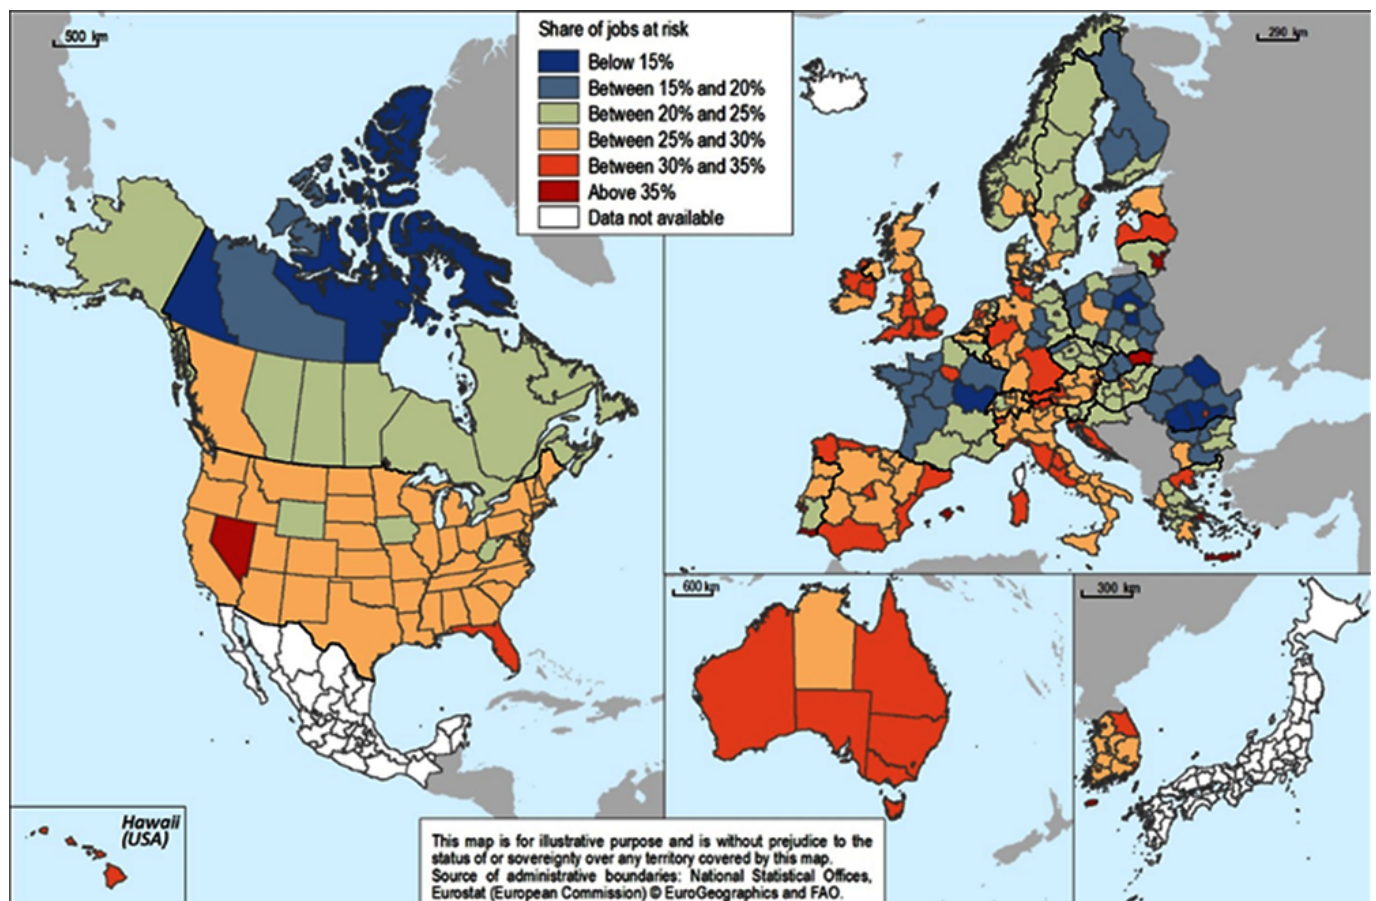 500 km
Share of jobs at risk
Below 15%
Between 15% and 20%
Between 20% and 25%
Between 25% and 30%
Between 30% and 35%
Above 35%
Data not available
290 km
600 km
300 km
Hawaii
(USA)
This map is for illustrative purpose and is without prejudice to the
status of or sovereignty over any territory covered by this map.
Source of administrative boundaries: National Statistical Offices,
Eurostat (European Commission) © EuroGeographics and FAO.